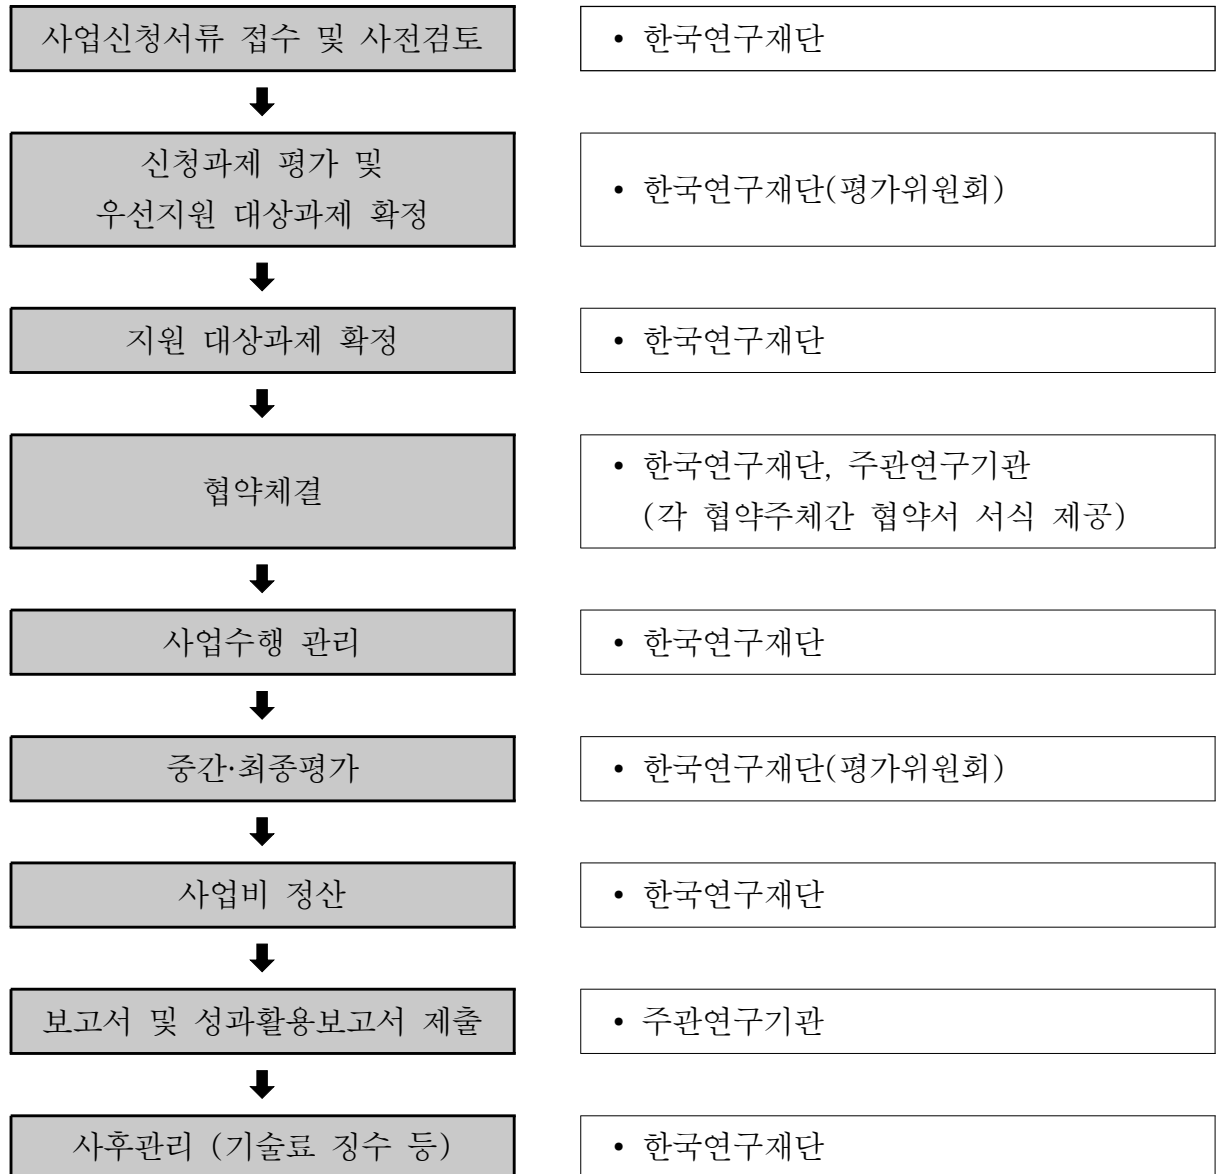 사업신청서류 접수 및 사전검토
• 한국연구재단
신청과제 평가 및
우선지원 대상과제 확정
• 한국연구재단(평가위원회)
지원 대상과제 확정
• 한국연구재단
협약체결
• 한국연구재단, 주관연구기관
(각 협약주체간 협약서 서식 제공)
사업수행 관리
• 한국연구재단
중간·최종평가
• 한국연구재단(평가위원회)
사업비 정산
• 한국연구재단
보고서 및 성과활용보고서 제출
• 주관연구기관
사후관리 (기술료 징수 등)
• 한국연구재단